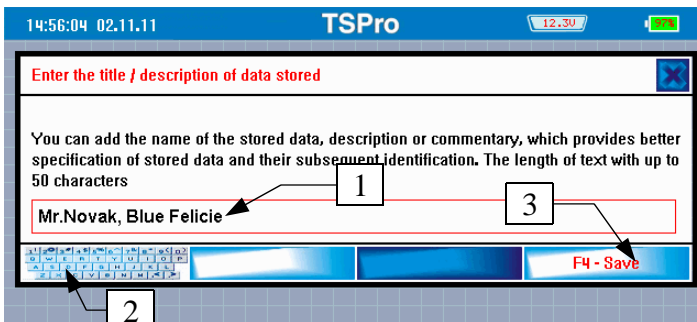 14:56:04 02.11.11 TSPro 12.3V 97%
Enter the title / description of data stored
You can add the name of the stored data, description or commentary, which provides better
specification of stored data and their subsequent identification. The length of text with up to
50 characters
1
Mr.Novak, Blue Felicie
3
F4 - Save
2